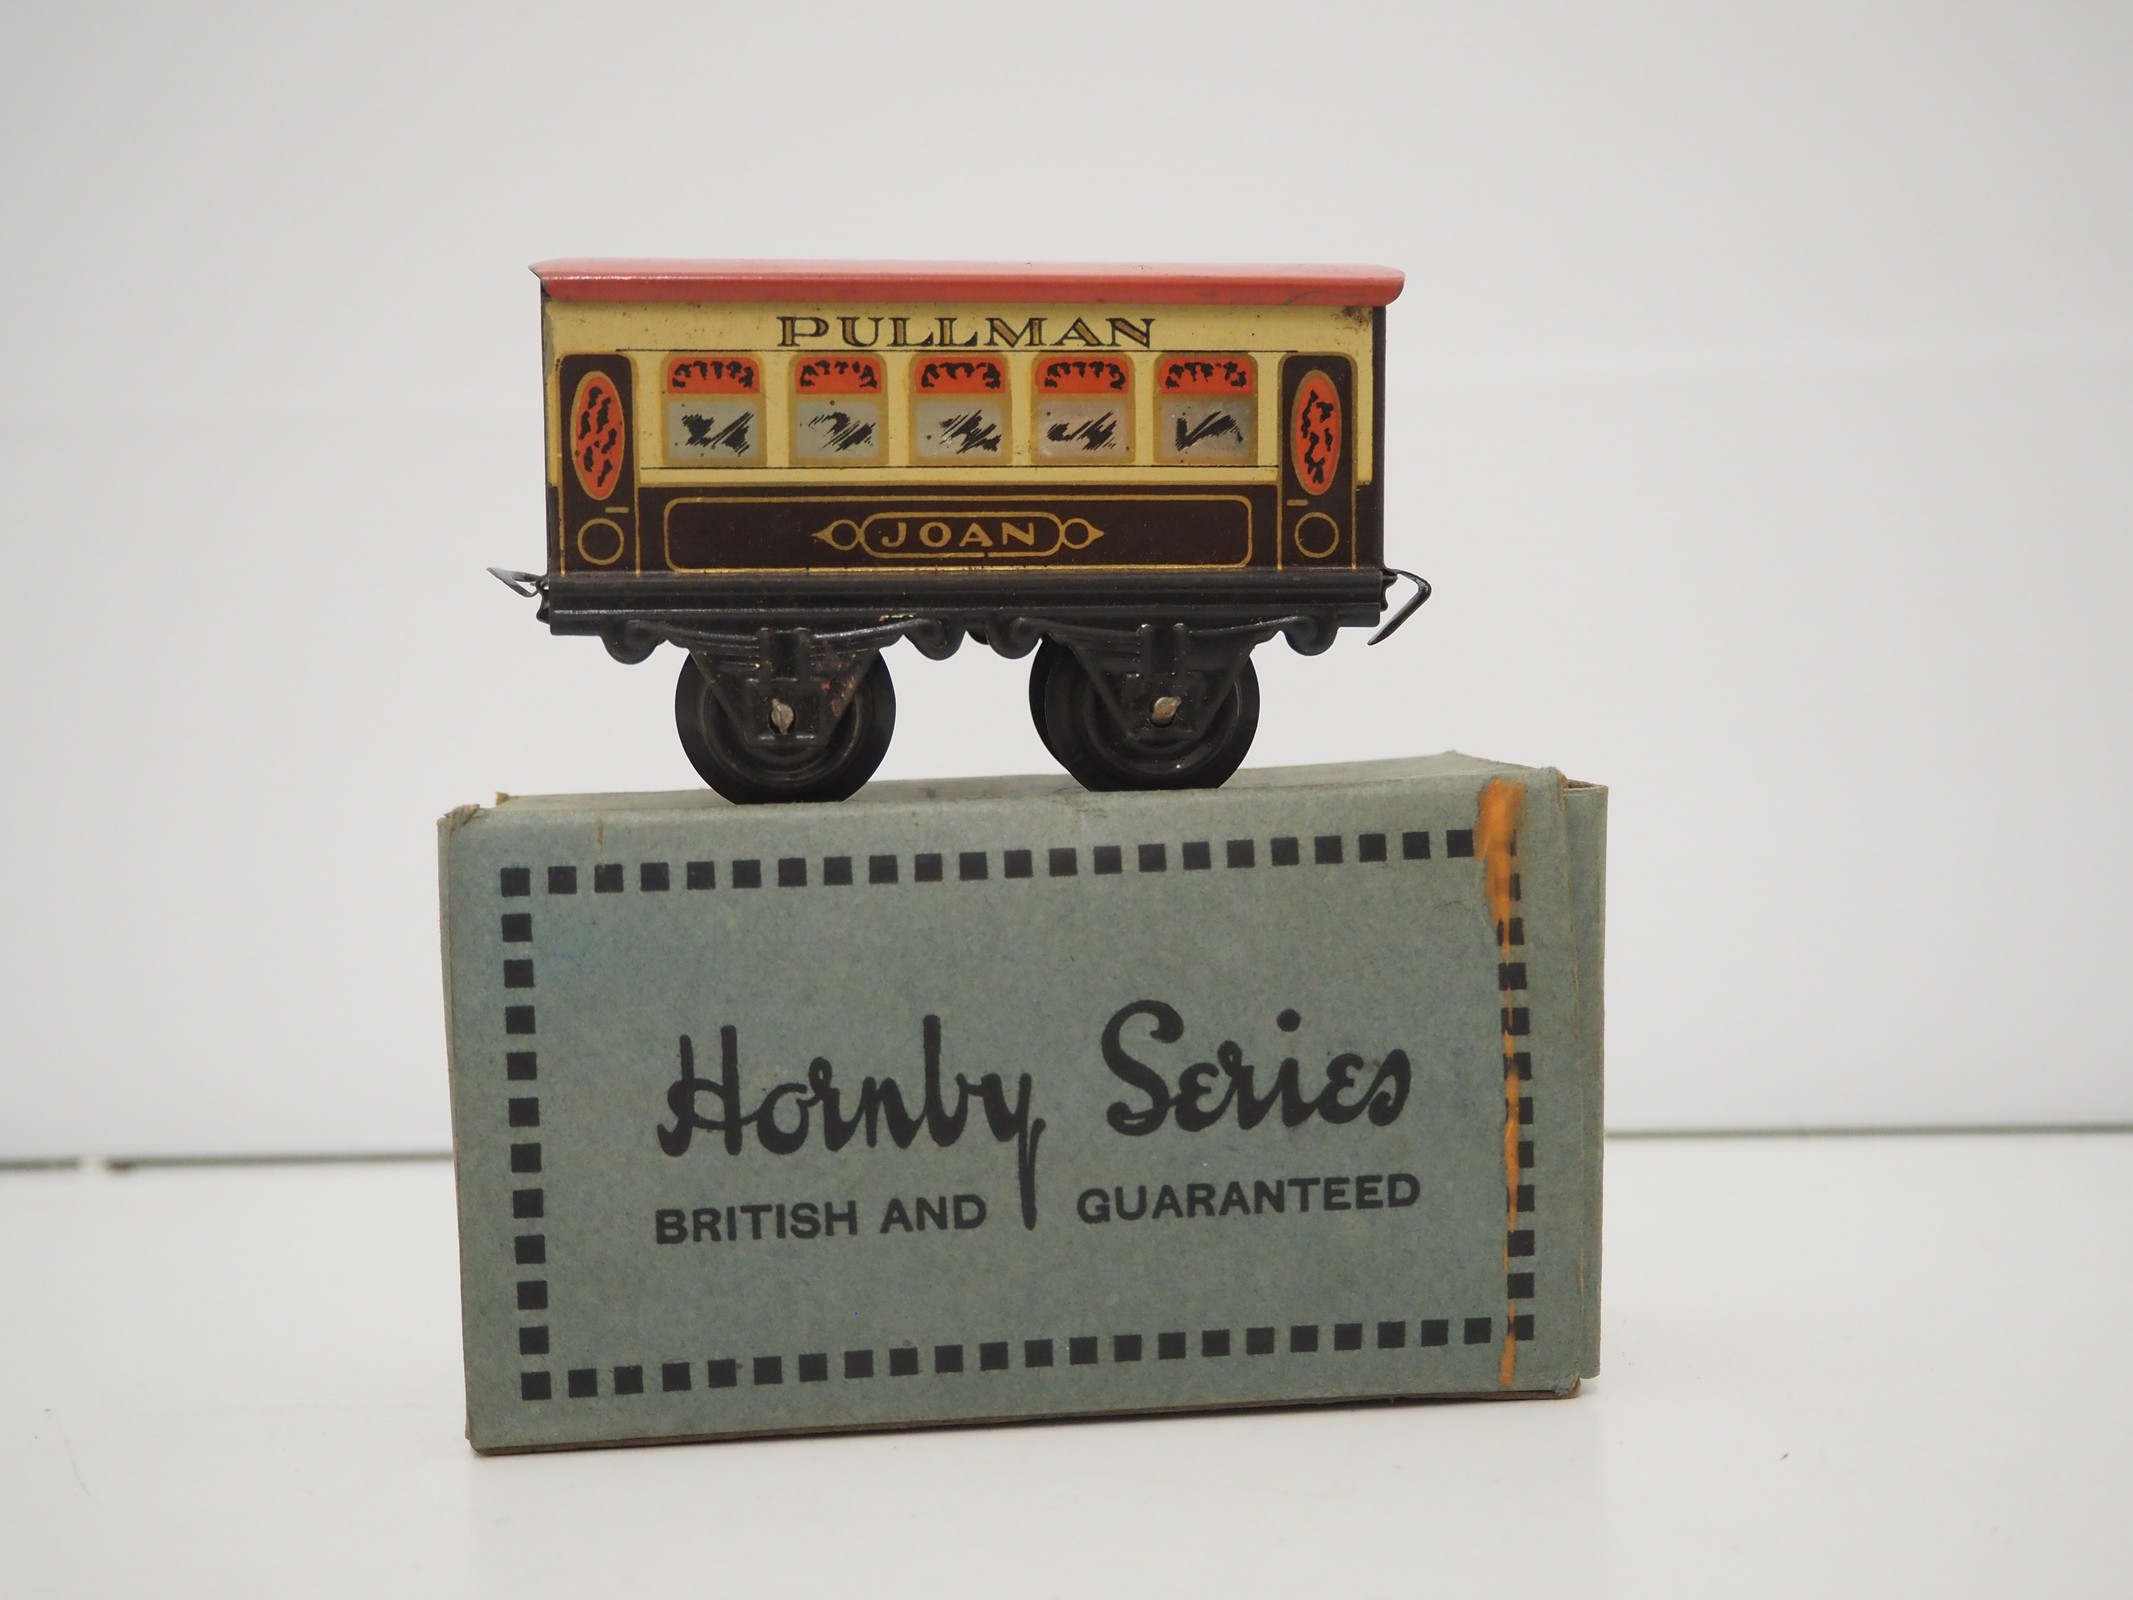 PULLMAN
JOAN
Hornby Series
BRITISH AND GUARANTEED